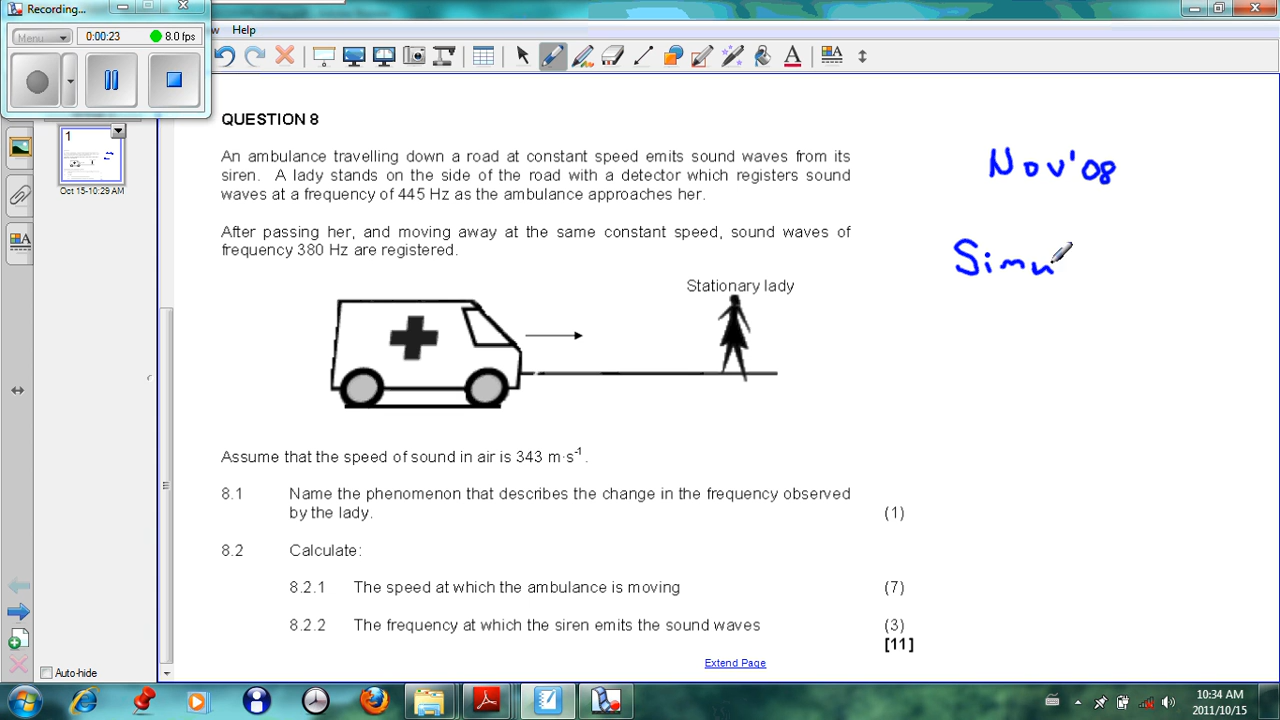 Recording...
Menu
0:00:23
8.0 fps
Help
1
Oct 15-10:29 AM
QUESTION 8
An ambulance travelling down a road at constant speed emits sound waves from its
siren. A lady stands on the side of the road with a detector which registers sound
waves at a frequency of 445 Hz as the ambulance approaches her.
After passing her, and moving away at the same constant speed, sound waves of
frequency 380 Hz are registered.
Nov'08
Simu
Stationary lady
Assume that the speed of sound in air is 343 m·s⁻¹.
8.1 Name the phenomenon that describes the change in the frequency observed
by the lady. (1)
8.2 Calculate:
8.2.1 The speed at which the ambulance is moving (7)
8.2.2 The frequency at which the siren emits the sound waves (3)
[11]
Extend Page
Auto-hide
10:34 AM
2011/10/15